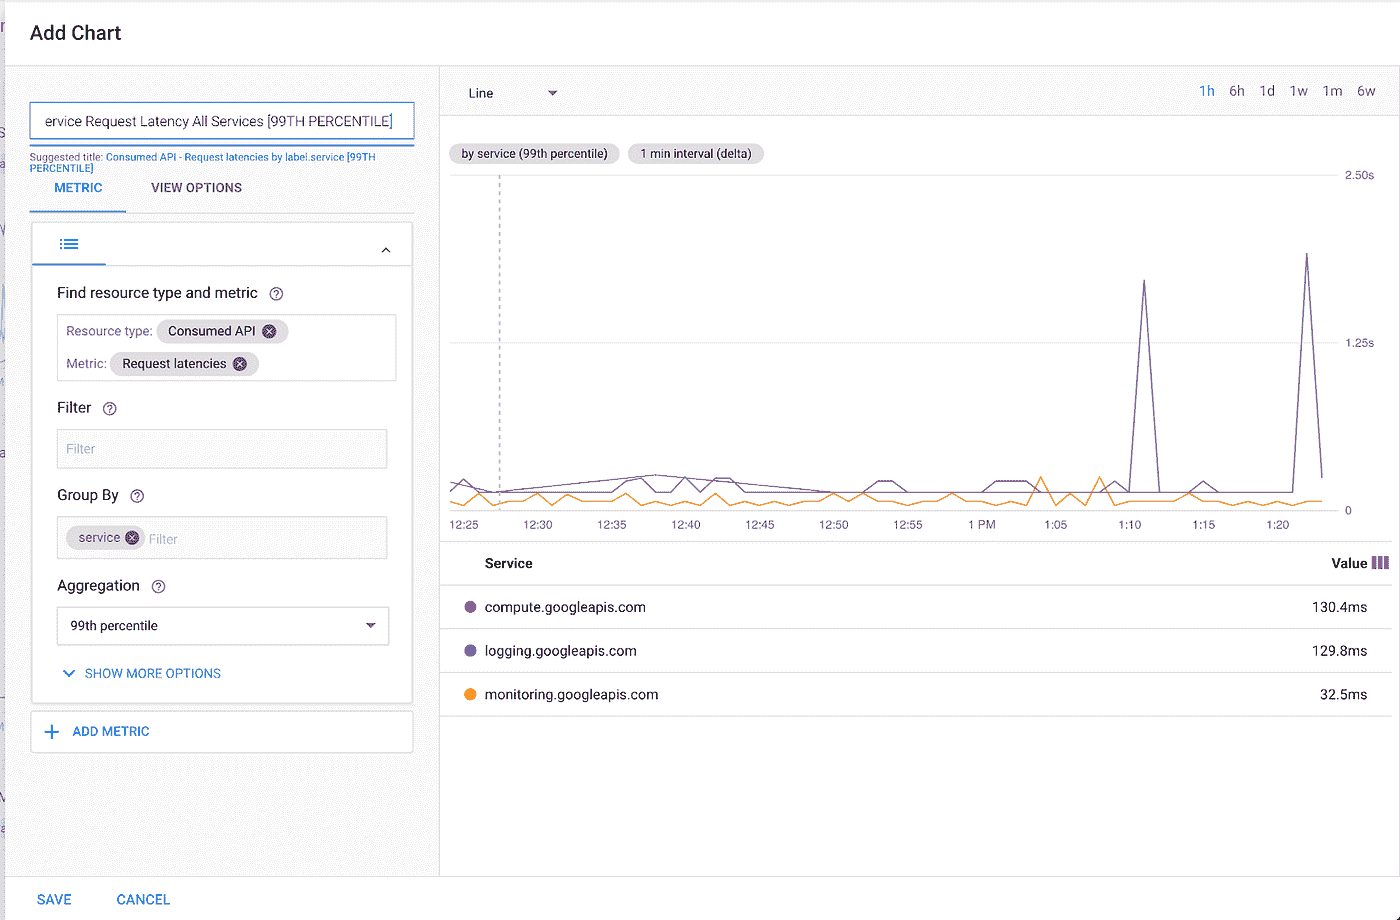 Add Chart
ervice Request Latency All Services [99TH PERCENTILE]
Suggested title: Consumed API - Request latencies by label.service [99TH
PERCENTILE]
METRIC VIEW OPTIONS
Find resource type and metric
Resource type: Consumed API
Metric: Request latencies
Filter
Filter
Group By
service Filter
Aggregation
99th percentile
SHOW MORE OPTIONS
ADD METRIC
SAVE CANCEL
Line 1h 6h 1d 1w 1m 6w
by service (99th percentile) 1 min interval (delta)
2.50s
1.25s
0
12:25 12:30 12:35 12:40 12:45 12:50 12:55 1 PM 1:05 1:10 1:15 1:20
Service Value
compute.googleapis.com 130.4ms
logging.googleapis.com 129.8ms
monitoring.googleapis.com 32.5ms